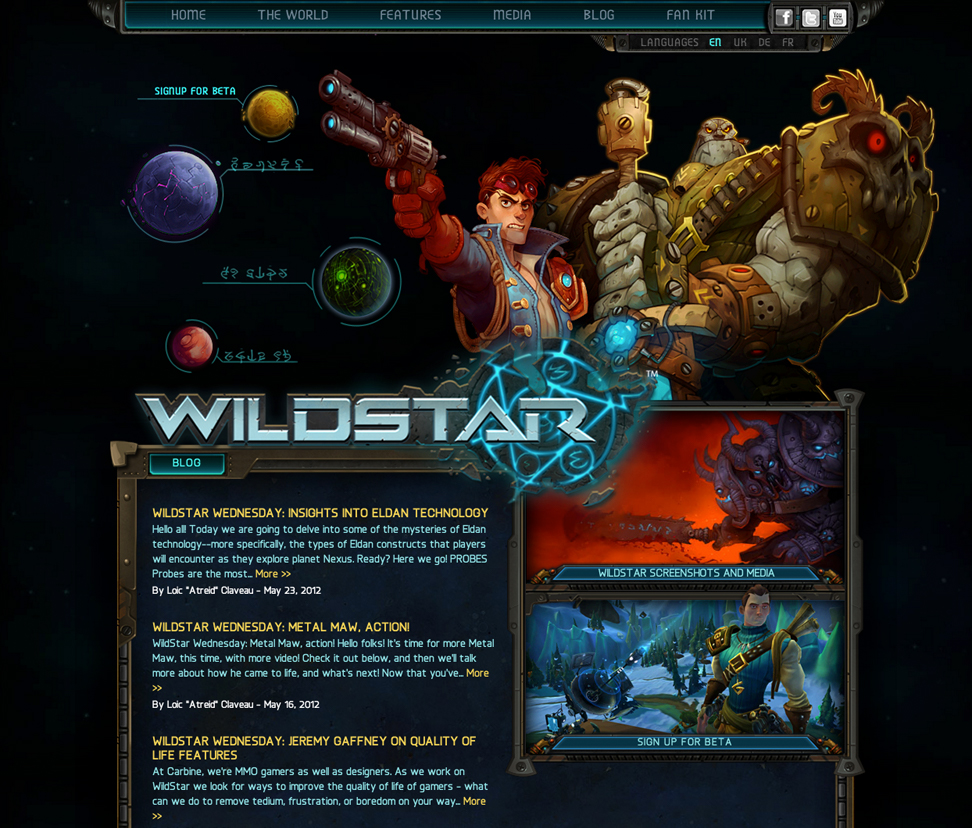 HOME THE WORLD FEATURES MEDIA BLOG FAN KIT
You Tube
LANGUAGES EN UK DE FR
SIGNUP FOR BETA
WILDSTAR
TM
BLOG
WILDSTAR WEDNESDAY: INSIGHTS INTO ELDAN TECHNOLOGY
Hello all! Today we are going to delve into some of the mysteries of Eldan
technology--more specifically, the types of Eldan constructs that players
will encounter as they explore planet Nexus. Ready? Here we go! PROBES
Probes are the most... More >>
By Loic "Atreid" Claveau - May 23, 2012
WILDSTAR WEDNESDAY: METAL MAW, ACTION!
WildStar Wednesday: Metal Maw, action! Hello folks! It's time for more Metal
Maw, this time, with more video! Check it out below, and then we'll talk
more about how he came to life, and what's next! Now that you've... More
>>
By Loic "Atreid" Claveau - May 16, 2012
WILDSTAR WEDNESDAY: JEREMY GAFFNEY ON QUALITY OF
LIFE FEATURES
At Carbine, we're MMO gamers as well as designers. As we work on
WildStar we look for ways to improve the quality of life of gamers - what
can we do to remove tedium, frustration, or boredom on your way... More
>>
WILDSTAR SCREENSHOTS AND MEDIA
SIGN UP FOR BETA